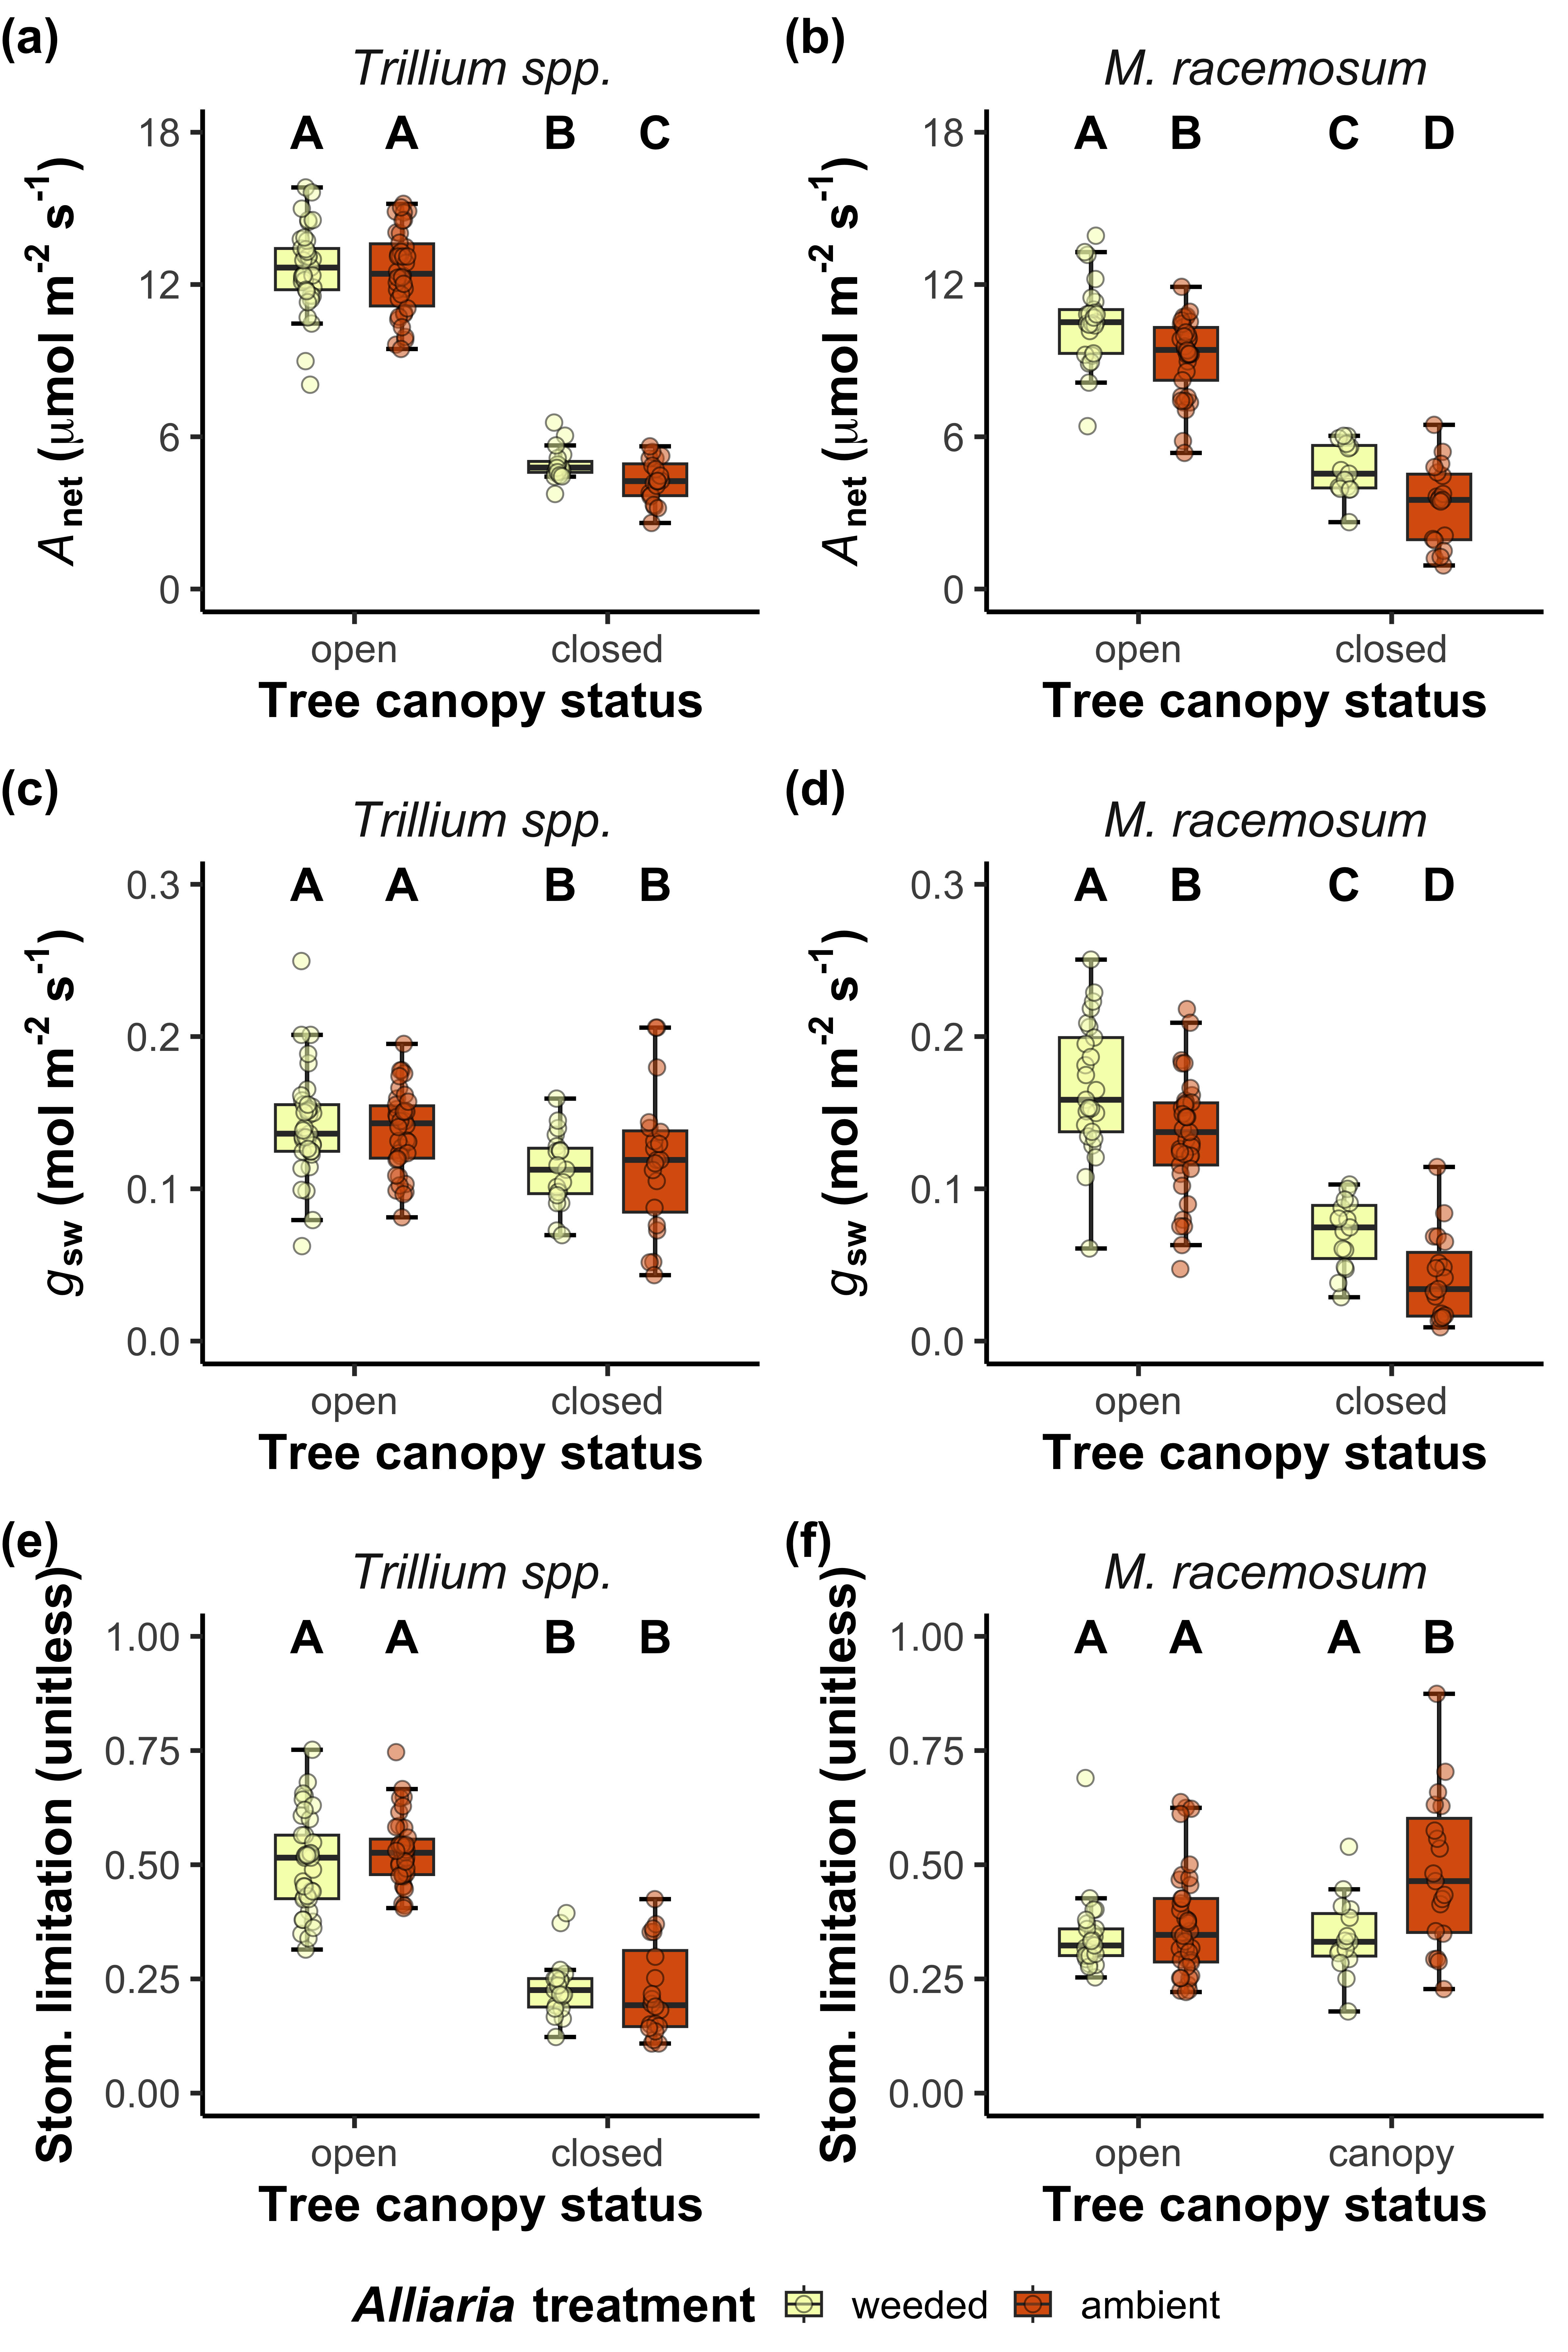 (a)
Trillium spp.
A A B C
18
12
6
0
Anet (μmol m-2 s-1)
open closed
Tree canopy status
(b)
M. racemosum
A B C D
18
12
6
0
Anet (μmol m-2 s-1)
open closed
Tree canopy status
(c)
Trillium spp.
A A B B
0.3
0.2
0.1
0.0
gsw (mol m-2 s-1)
open closed
Tree canopy status
(d)
M. racemosum
A B C D
0.3
0.2
0.1
0.0
gsw (mol m-2 s-1)
open closed
Tree canopy status
(e)
Trillium spp.
A A B B
1.00
0.75
0.50
0.25
0.00
Stom. limitation (unitless)
open closed
Tree canopy status
(f)
M. racemosum
A A A B
1.00
0.75
0.50
0.25
0.00
Stom. limitation (unitless)
open canopy
Tree canopy status
Alliaria treatment weeded ambient